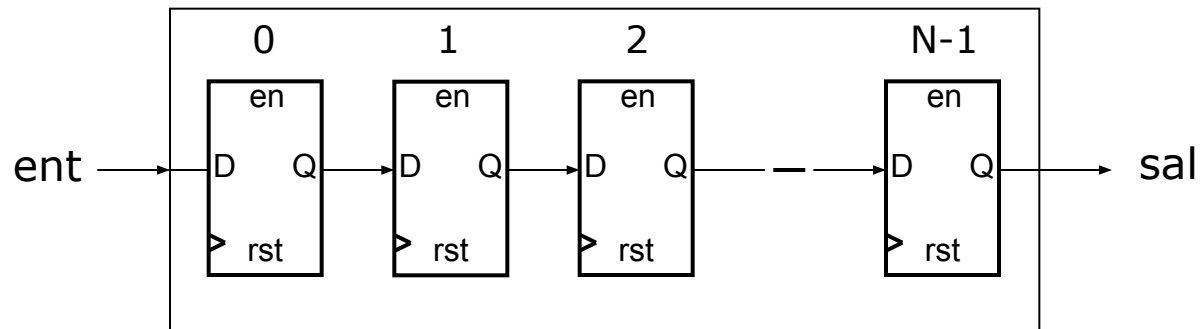 0 1 2 N-1
en en en en
ent D Q D Q D Q D Q sal
rst rst rst rst